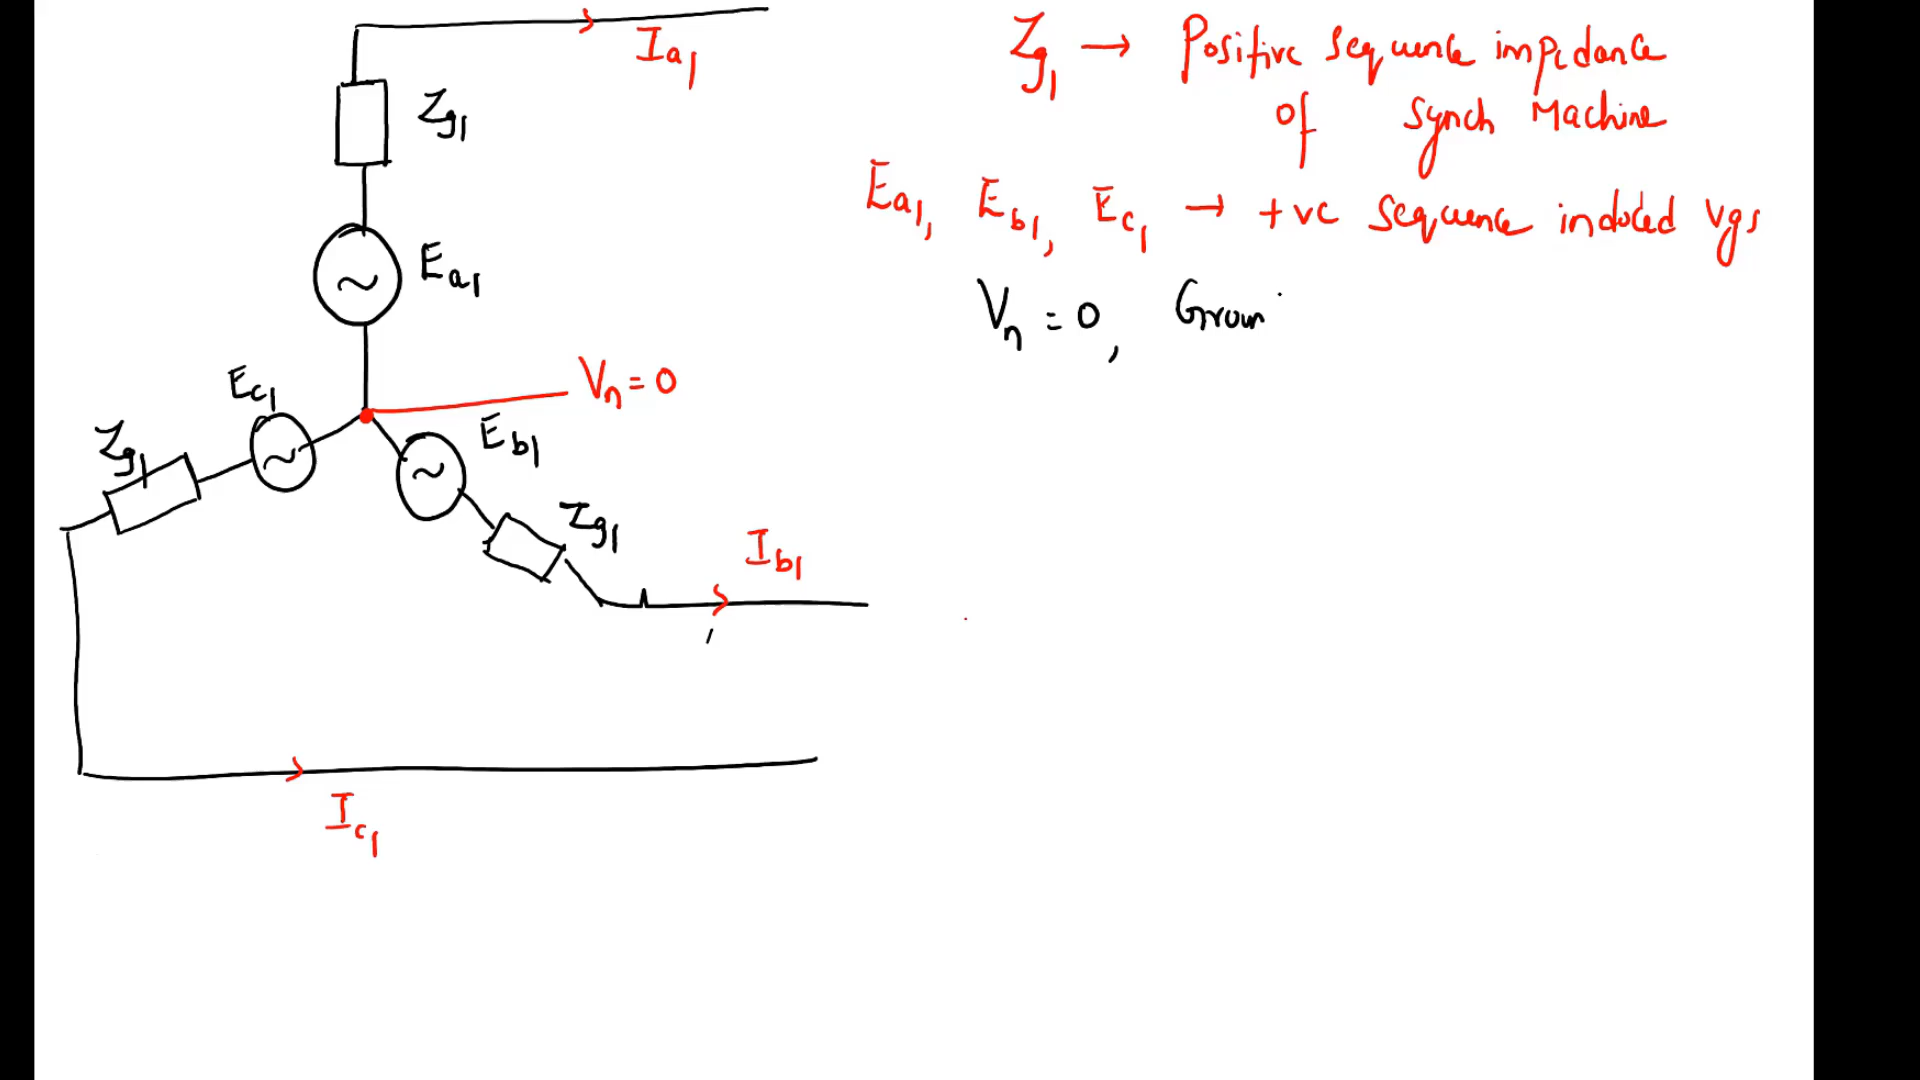 Ia1
Zg1
Ea1
Ec1
Vn = 0
Zg1
Eb1
Zg1
Ib1
Ic1
Zg1 → Positive sequence impedance
of synch Machine
Ea1, Eb1, Ec1 → +ve sequence induced vgs
Vn = 0, Groun